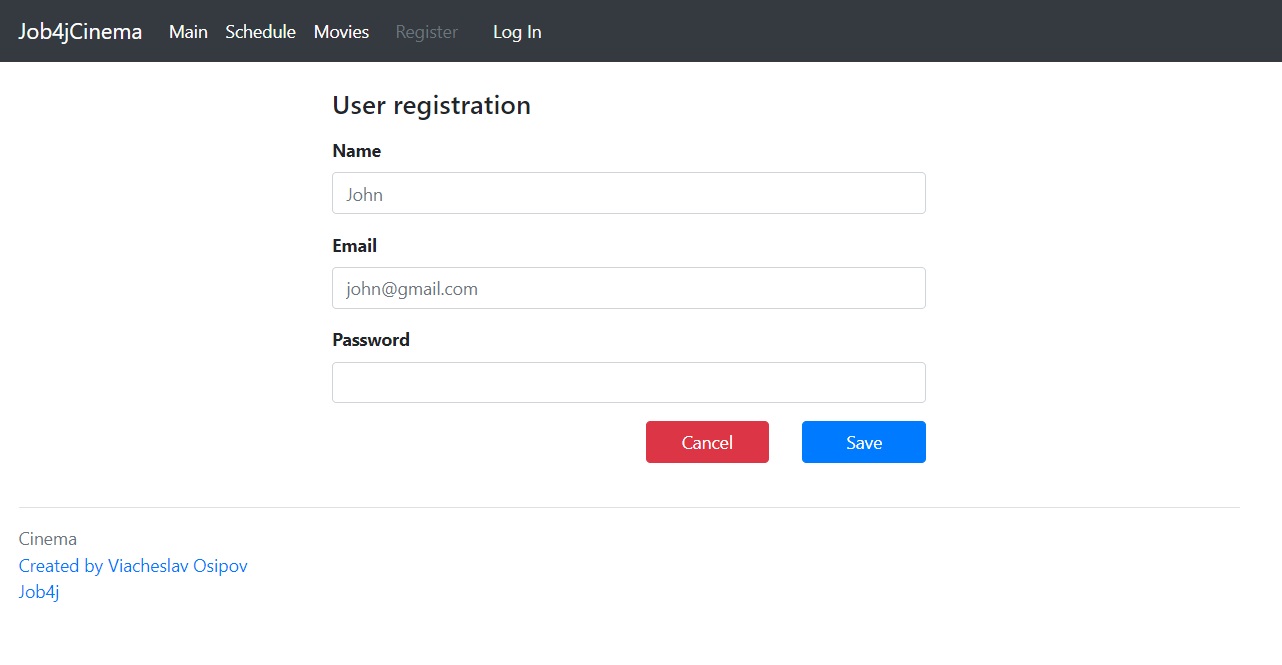 Job4jCinema Main Schedule Movies Register Log In
User registration
Name
John
Email
john@gmail.com
Password
Cancel Save
Cinema
Created by Viacheslav Osipov
Job4j